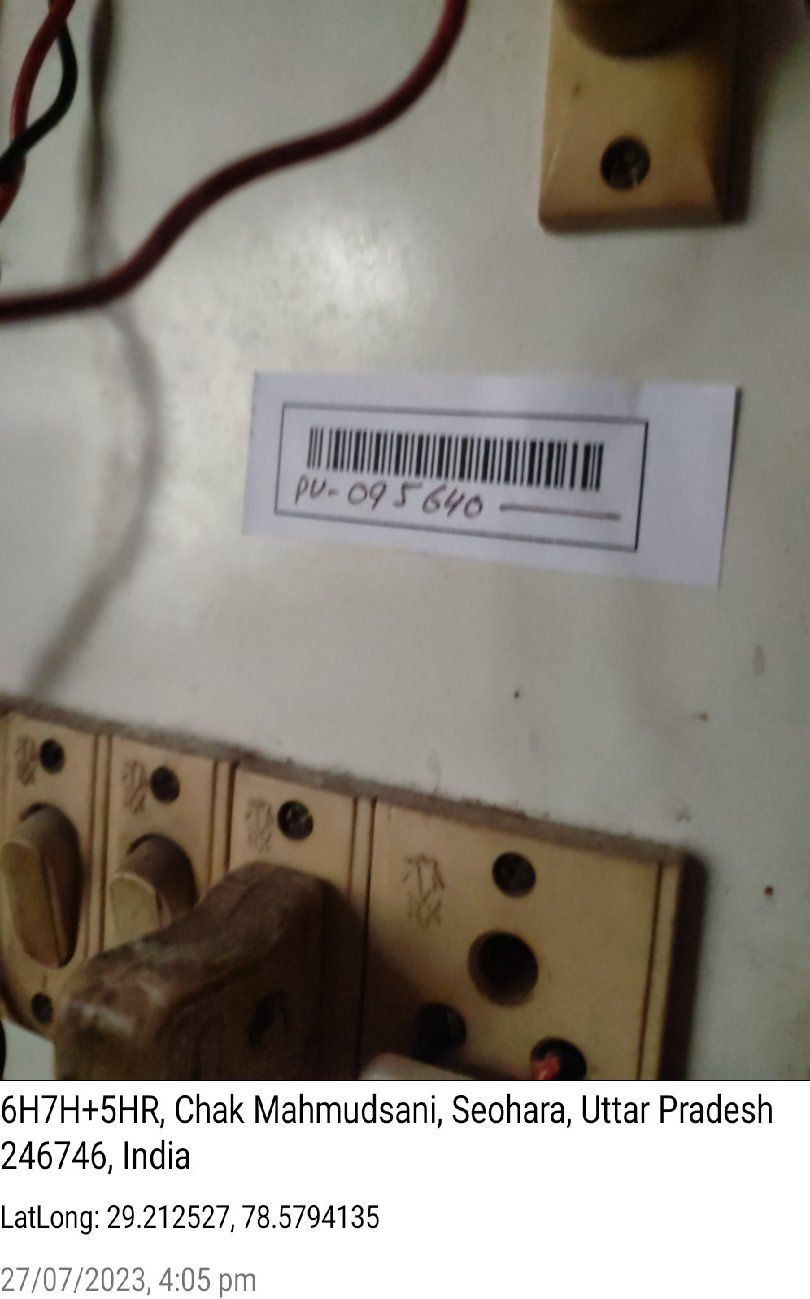 PU-095640
6H7H+5HR, Chak Mahmudsani, Seohara, Uttar Pradesh
246746, India
LatLong: 29.212527, 78.5794135
27/07/2023, 4:05 pm